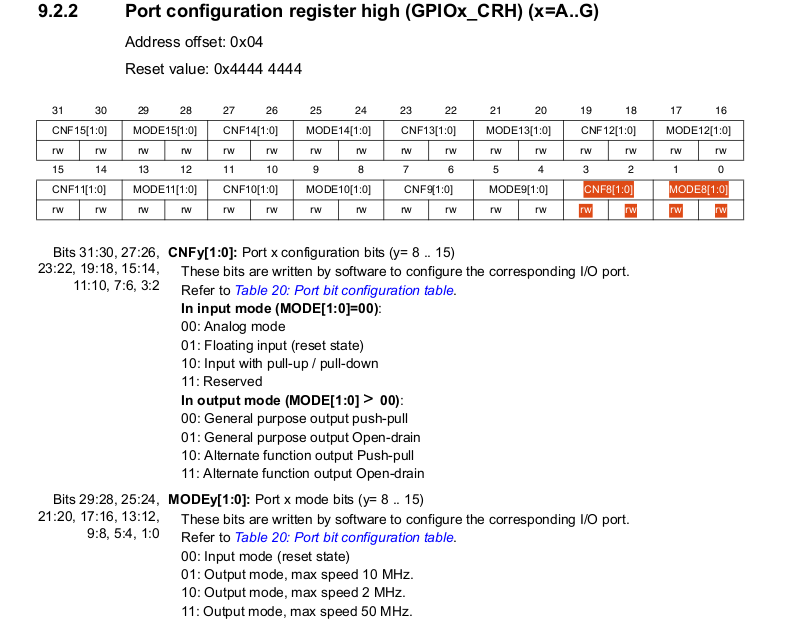 9.2.2 Port configuration register high (GPIOx_CRH) (x=A..G)
Address offset: 0x04
Reset value: 0x4444 4444
31 30 29 28 27 26 25 24 23 22 21 20 19 18 17 16
CNF15[1:0] MODE15[1:0] CNF14[1:0] MODE14[1:0] CNF13[1:0] MODE13[1:0] CNF12[1:0] MODE12[1:0]
rw rw rw rw rw rw rw rw rw rw rw rw rw rw rw rw
15 14 13 12 11 10 9 8 7 6 5 4 3 2 1 0
CNF11[1:0] MODE11[1:0] CNF10[1:0] MODE10[1:0] CNF9[1:0] MODE9[1:0] CNF8[1:0] MODE8[1:0]
rw rw rw rw rw rw rw rw rw rw rw rw rw rw rw rw
Bits 31:30, 27:26, CNFy[1:0]: Port x configuration bits (y= 8 .. 15)
23:22, 19:18, 15:14, These bits are written by software to configure the corresponding I/O port.
11:10, 7:6, 3:2 Refer to Table 20: Port bit configuration table.
In input mode (MODE[1:0]=00):
00: Analog mode
01: Floating input (reset state)
10: Input with pull-up / pull-down
11: Reserved
In output mode (MODE[1:0] > 00):
00: General purpose output push-pull
01: General purpose output Open-drain
10: Alternate function output Push-pull
11: Alternate function output Open-drain
Bits 29:28, 25:24, MODEy[1:0]: Port x mode bits (y= 8 .. 15)
21:20, 17:16, 13:12, These bits are written by software to configure the corresponding I/O port.
9:8, 5:4, 1:0 Refer to Table 20: Port bit configuration table.
00: Input mode (reset state)
01: Output mode, max speed 10 MHz.
10: Output mode, max speed 2 MHz.
11: Output mode, max speed 50 MHz.